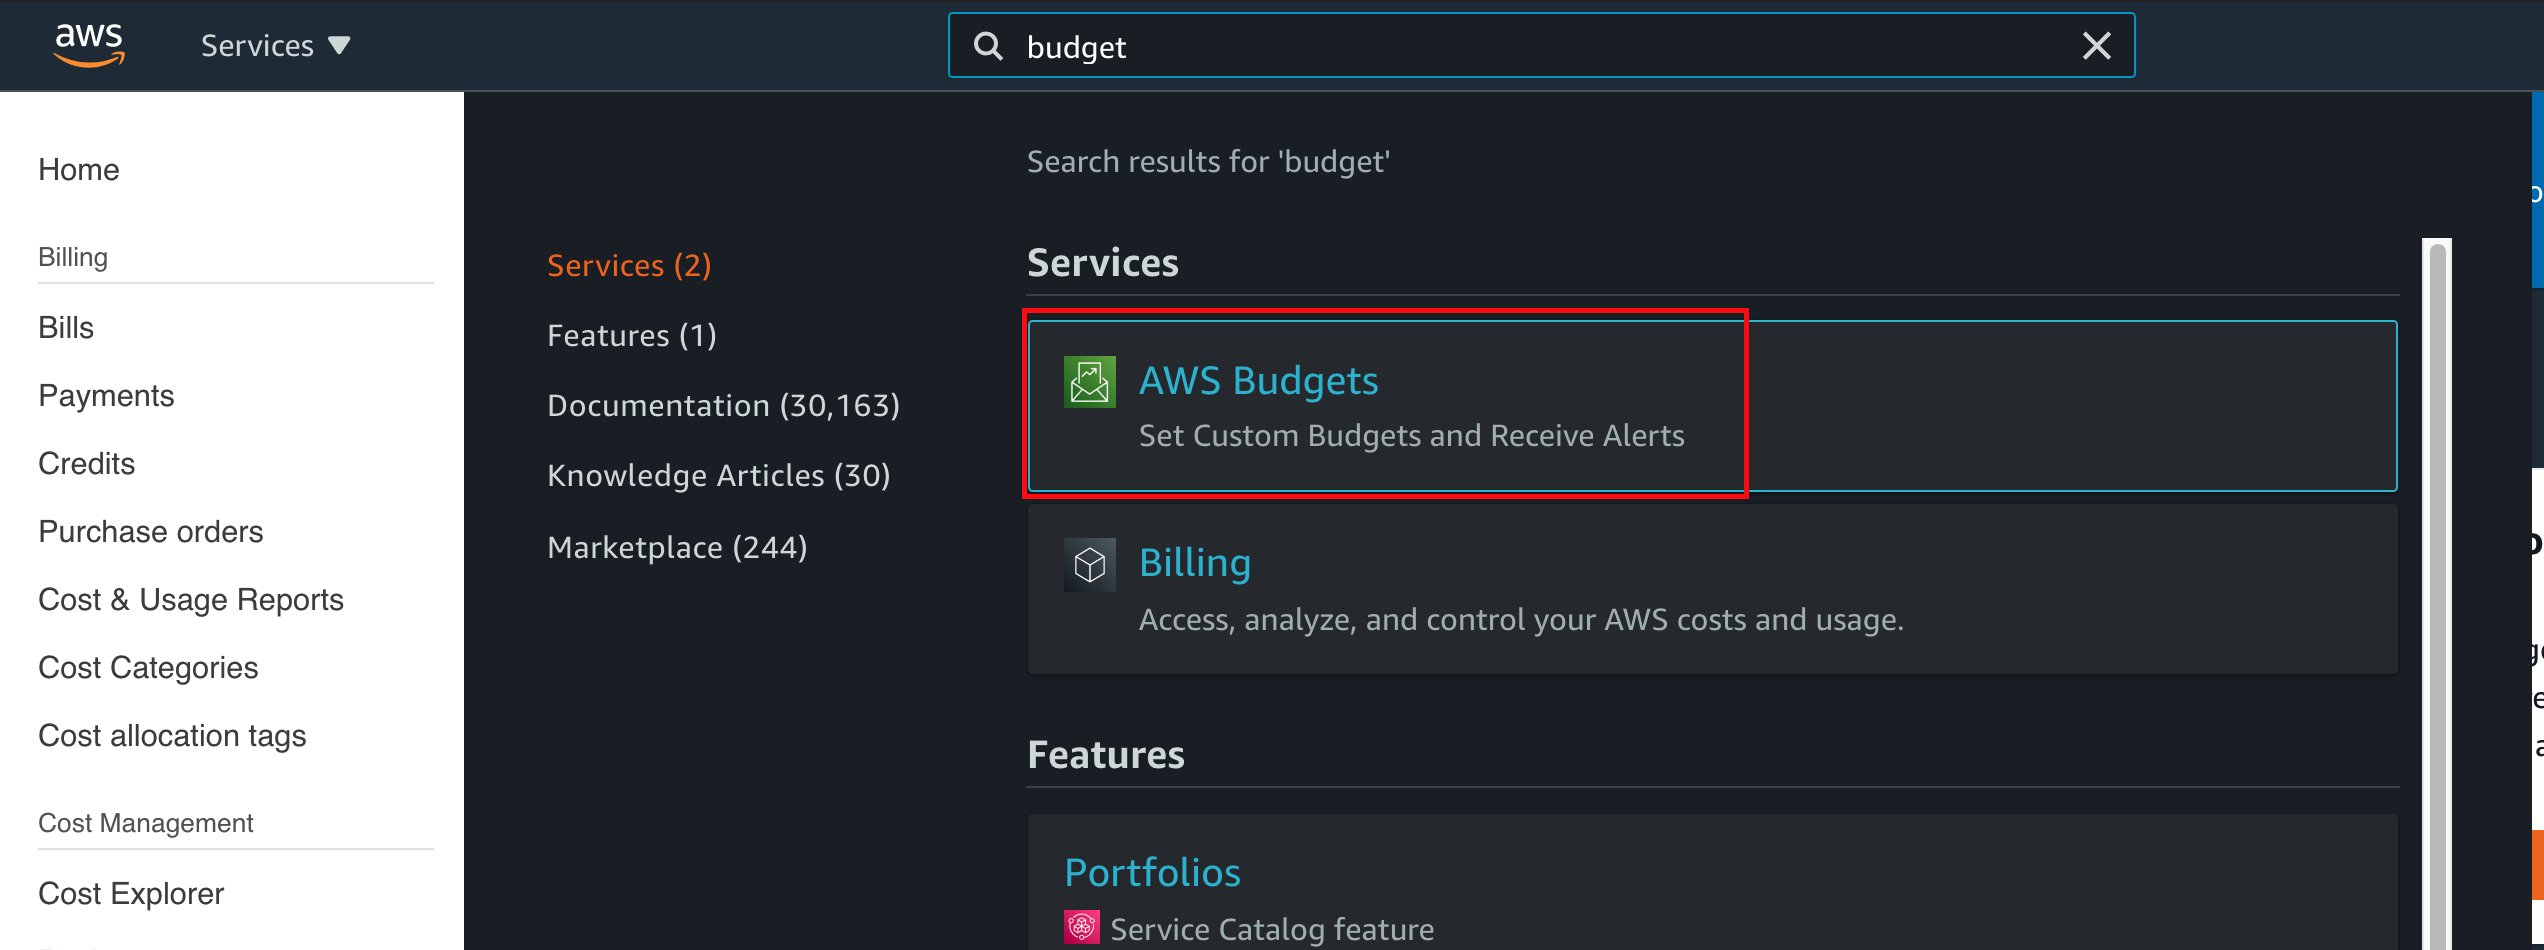 aws
Services
budget
Home
Billing
Bills
Payments
Credits
Purchase orders
Cost & Usage Reports
Cost Categories
Cost allocation tags
Cost Management
Cost Explorer
Services (2)
Features (1)
Documentation (30,163)
Knowledge Articles (30)
Marketplace (244)
Search results for 'budget'
Services
AWS Budgets
Set Custom Budgets and Receive Alerts
Billing
Access, analyze, and control your AWS costs and usage.
Features
Portfolios
Service Catalog feature